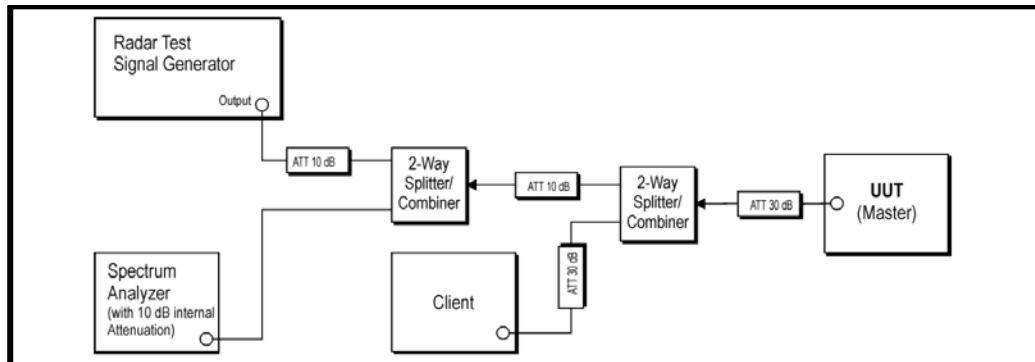 Radar Test
Signal Generator
Output
ATT 10 dB
2-Way
Splitter/
Combiner
ATT 10 dB
2-Way
Splitter/
Combiner
ATT 30 dB
UUT
(Master)
Spectrum
Analyzer
(with 10 dB internal
Attenuation)
Client
ATT 30 dB